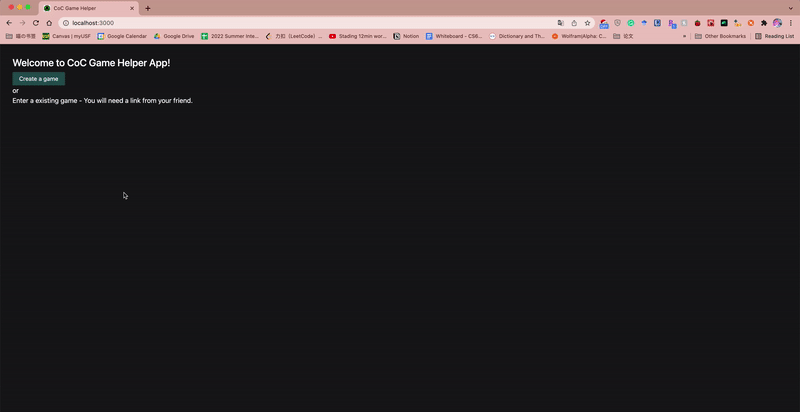 CoC Game Helper
localhost:3000
Canvas | myUSF
Google Calendar
Google Drive
2022 Summer Inte...
力扣 (LeetCode) ...
Stading 12min wor...
Notion
Whiteboard - CS6...
Dictionary and Th...
Wolfram|Alpha: C...
论文
»
Other Bookmarks
Reading List
Welcome to CoC Game Helper App!
Create a game
or
Enter a existing game - You will need a link from your friend.